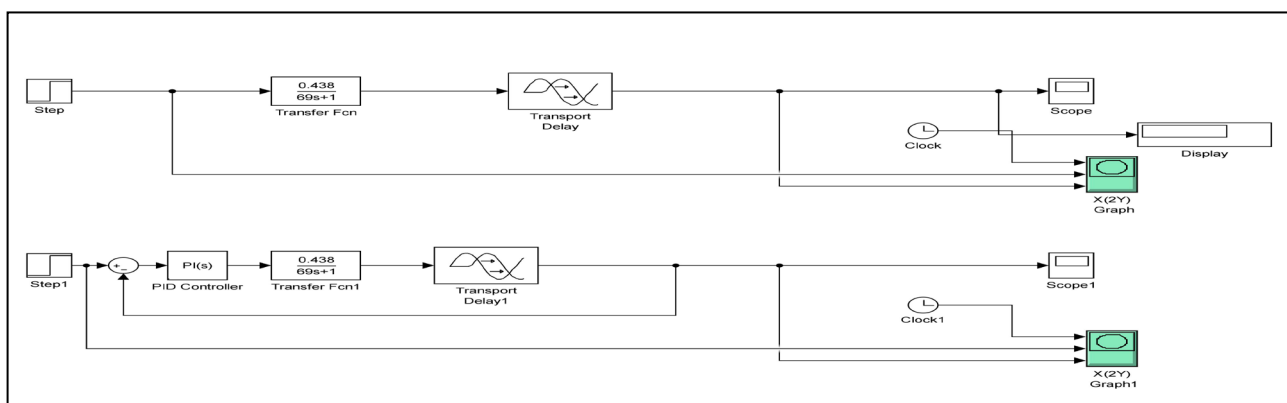 Step
0.438
69s+1
Transfer Fcn
Transport
Delay
Scope
Clock
Display
X(2Y)
Graph
Step1
+
−
PI(s)
PID Controller
0.438
69s+1
Transfer Fcn1
Transport
Delay1
Scope1
Clock1
X(2Y)
Graph1